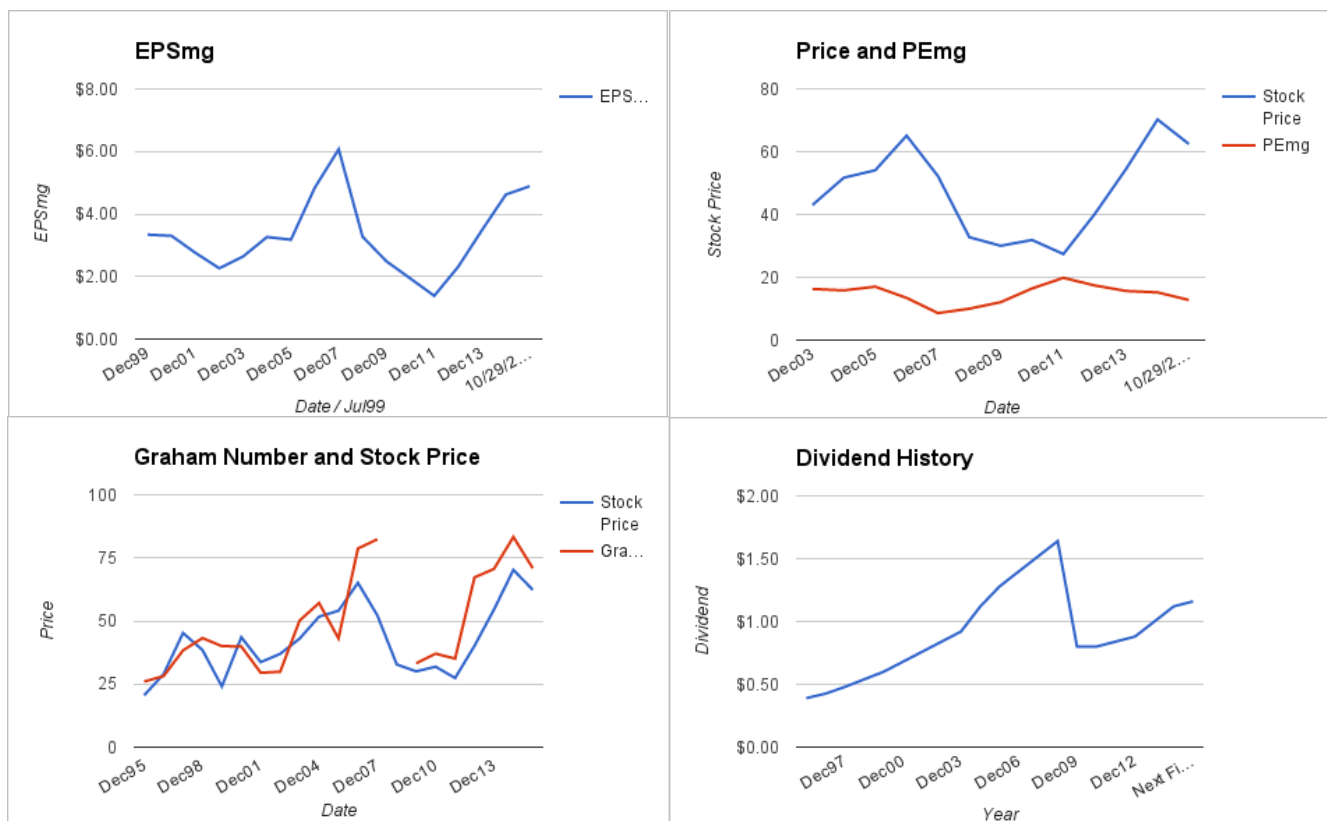 EPSmg
$8.00
$6.00
$4.00
$2.00
$0.00
EPSmg
EPS...
Dec99
Dec01
Dec03
Dec05
Dec07
Dec09
Dec11
Dec13
10/29/2...
Date / Jul99
Price and PEmg
80
60
40
20
0
Stock Price
Stock
Price
PEmg
Dec03
Dec05
Dec07
Dec09
Dec11
Dec13
10/29/2...
Date
Graham Number and Stock Price
100
75
50
25
0
Price
Stock
Price
Gra...
Dec95
Dec98
Dec01
Dec04
Dec07
Dec10
Dec13
Date
Dividend History
$2.00
$1.50
$1.00
$0.50
$0.00
Dividend
Dec97
Dec00
Dec03
Dec06
Dec09
Dec12
Next Fi...
Year